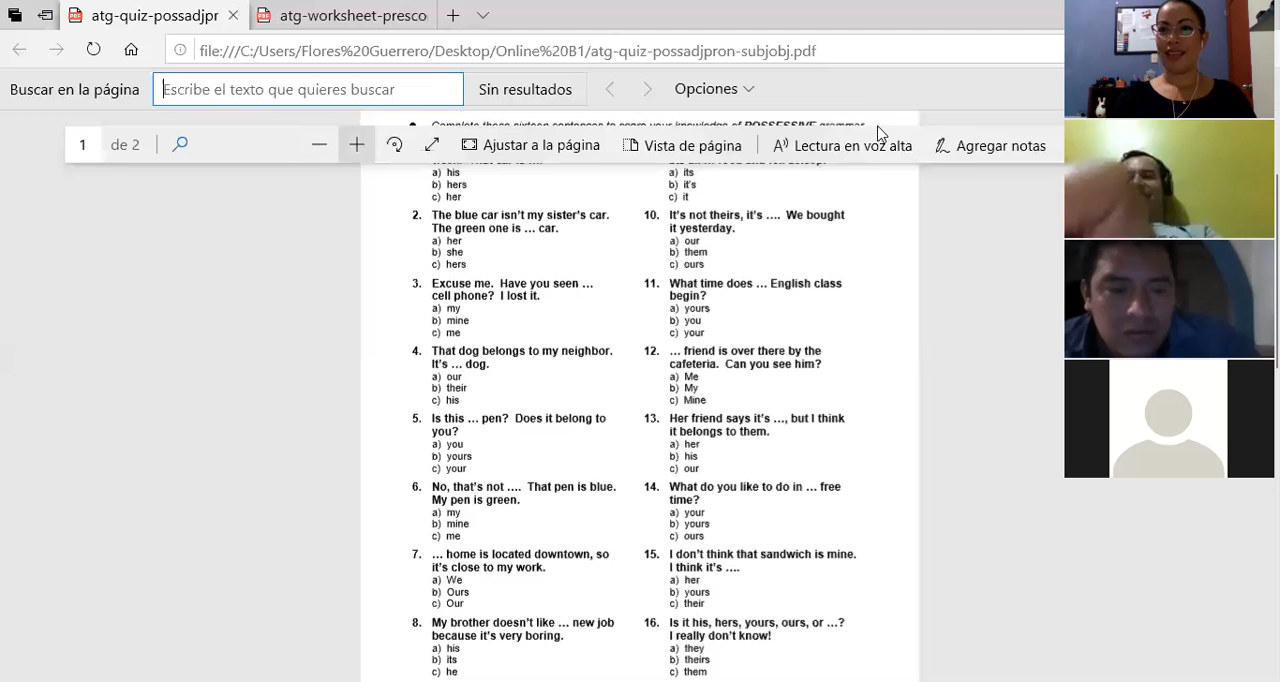 atg-quiz-possadjpr
atg-worksheet-presco
file:///C:/Users/Flores%20Guerrero/Desktop/Online%20B1/atg-quiz-possadjpron-subjobj.pdf
Buscar en la página
Escribe el texto que quieres buscar
Sin resultados
Opciones
1 de 2
Ajustar a la página
Vista de página
Lectura en voz alta
Agregar notas
a) his
b) hers
c) her
2. The blue car isn't my sister's car.
The green one is … car.
a) her
b) she
c) hers
3. Excuse me. Have you seen …
cell phone? I lost it.
a) my
b) mine
c) me
4. That dog belongs to my neighbor.
It's … dog.
a) our
b) their
c) his
5. Is this … pen? Does it belong to
you?
a) you
b) yours
c) your
6. No, that's not …. That pen is blue.
My pen is green.
a) my
b) mine
c) me
7. … home is located downtown, so
it's close to my work.
a) We
b) Ours
c) Our
8. My brother doesn't like … new job
because it's very boring.
a) his
b) its
c) he
a) its
b) it's
c) it
10. It's not theirs, it's …. We bought
it yesterday.
a) our
b) them
c) ours
11. What time does … English class
begin?
a) yours
b) you
c) your
12. … friend is over there by the
cafeteria. Can you see him?
a) Me
b) My
c) Mine
13. Her friend says it's …, but I think
it belongs to them.
a) her
b) his
c) our
14. What do you like to do in … free
time?
a) your
b) yours
c) ours
15. I don't think that sandwich is mine.
I think it's ….
a) her
b) yours
c) their
16. Is it his, hers, yours, ours, or …?
I really don't know!
a) they
b) theirs
c) them